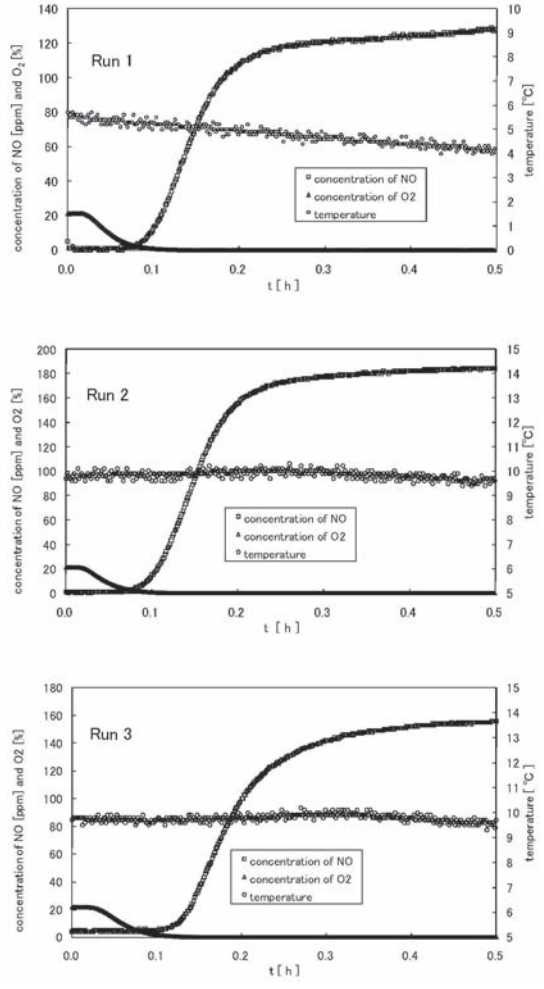 Run 1
concentration of NO [ppm] and O₂ [%]
140
120
100
80
60
40
20
0
10
9
8
7
6
5
4
3
2
1
0
temperature [°C]
concentration of NO
concentration of O2
temperature
0.0 0.1 0.2 0.3 0.4 0.5
t [ h ]
Run 2
concentration of NO [ppm] and O2 [%]
200
180
160
140
120
100
80
60
40
20
0
15
14
13
12
11
10
9
8
7
6
5
temperature [°C]
concentration of NO
concentration of O2
temperature
0.0 0.1 0.2 0.3 0.4 0.5
t [ h ]
Run 3
concentration of NO [ppm] and O2 [%]
180
160
140
120
100
80
60
40
20
0
15
14
13
12
11
10
9
8
7
6
5
temperature [°C]
concentration of NO
concentration of O2
temperature
0.0 0.1 0.2 0.3 0.4 0.5
t [ h ]